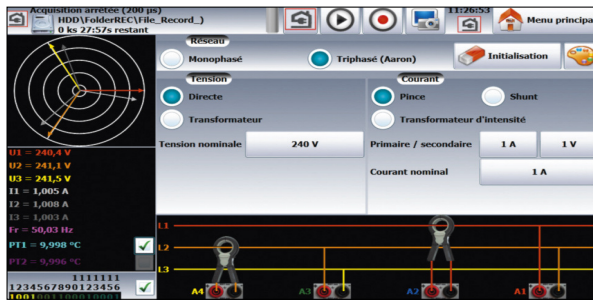 Acquisition arrêtée (200 µs)
HDD\FolderREC\File_Record_)
0 ks 27:57s restant
11:26:53
Menu principa
Réseau
Monophasé
Triphasé (Aaron)
Initialisation
Tension
Directe
Transformateur
Tension nominale
240 V
Courant
Pince
Shunt
Transformateur d'intensité
Primaire / secondaire
1 A
1 V
Courant nominal
1 A
U1 = 240,4 V
U2 = 241,1 V
U3 = 241,5 V
I1 = 1,005 A
I2 = 1,008 A
I3 = 1,003 A
Fr = 50,03 Hz
PT1 = 9,998 °C
PT2 = 9,996 °C
1111111
1234567890123456
1001001100010001
L1
L2
L3
A4
A3
A2
A1